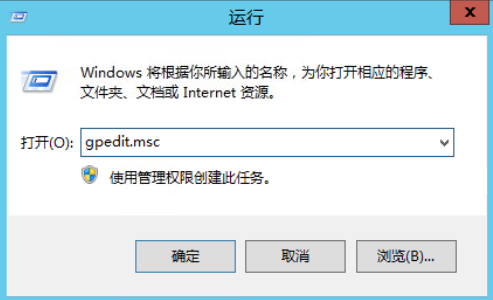 运行
x
Windows 将根据你所输入的名称，为你打开相应的程序、
文件夹、文档或 Internet 资源。
打开(O): gpedit.msc
使用管理权限创建此任务。
确定 取消 浏览(B)...